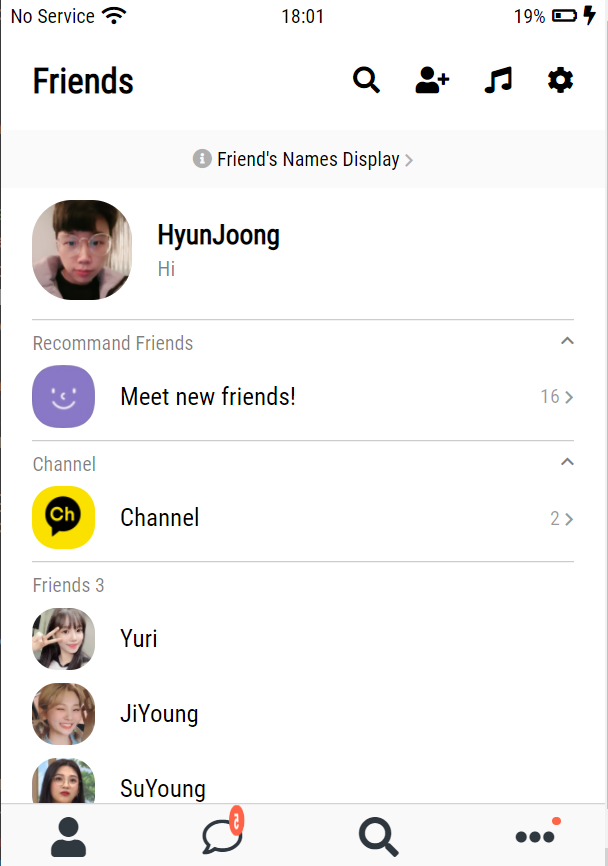 No Service 18:01 19%
Friends
Friend's Names Display
HyunJoong
Hi
Recommand Friends
Meet new friends! 16
Channel
Ch
Channel 2
Friends 3
Yuri
JiYoung
SuYoung
5